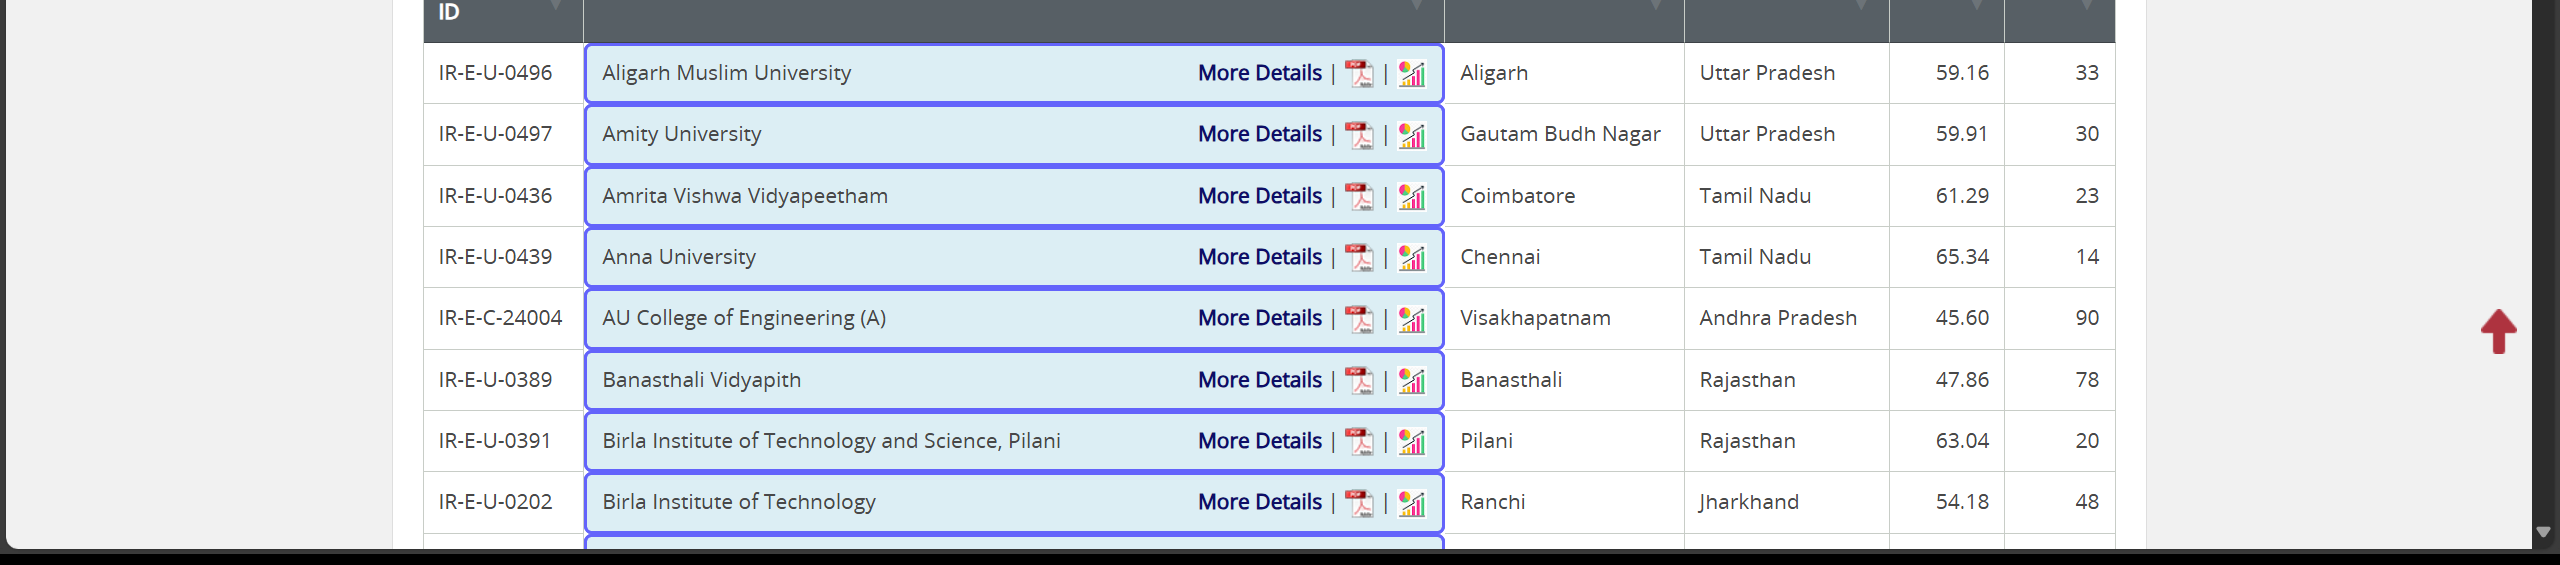 ID
IR-E-U-0496 Aligarh Muslim University More Details | | Aligarh Uttar Pradesh 59.16 33
IR-E-U-0497 Amity University More Details | | Gautam Budh Nagar Uttar Pradesh 59.91 30
IR-E-U-0436 Amrita Vishwa Vidyapeetham More Details | | Coimbatore Tamil Nadu 61.29 23
IR-E-U-0439 Anna University More Details | | Chennai Tamil Nadu 65.34 14
IR-E-C-24004 AU College of Engineering (A) More Details | | Visakhapatnam Andhra Pradesh 45.60 90
IR-E-U-0389 Banasthali Vidyapith More Details | | Banasthali Rajasthan 47.86 78
IR-E-U-0391 Birla Institute of Technology and Science, Pilani More Details | | Pilani Rajasthan 63.04 20
IR-E-U-0202 Birla Institute of Technology More Details | | Ranchi Jharkhand 54.18 48